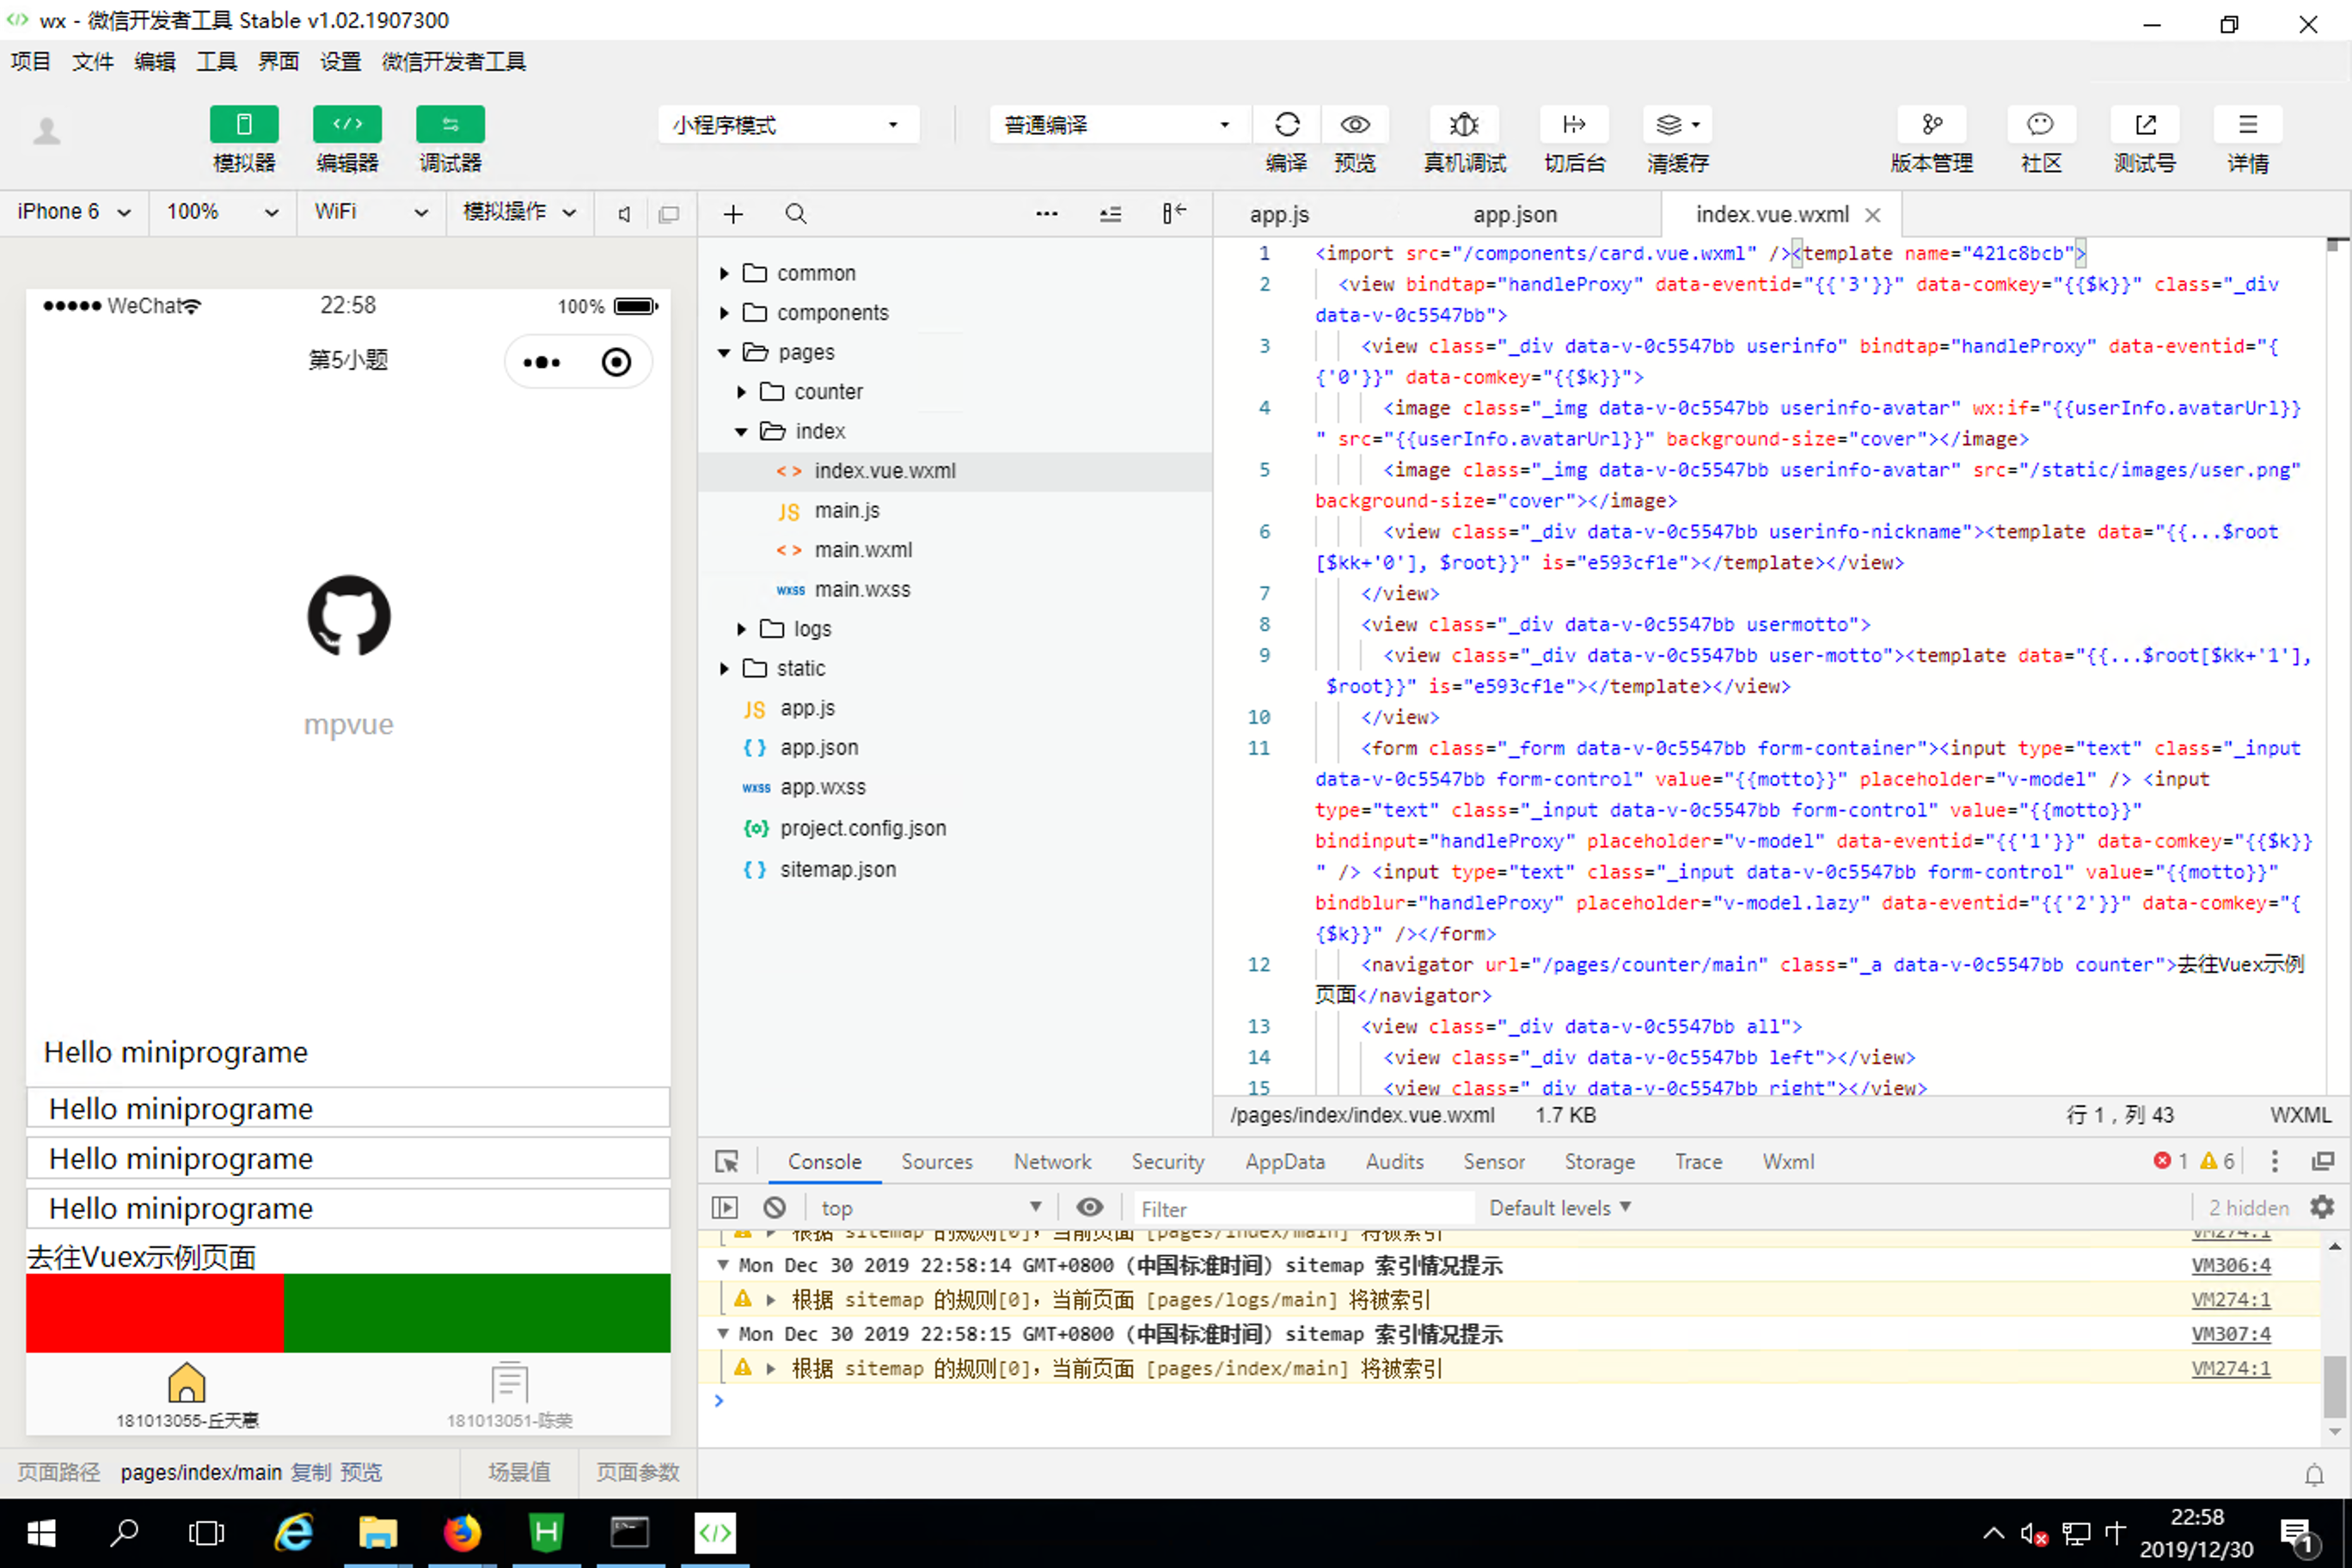 wx - 微信开发者工具 Stable v1.02.1907300
项目 文件 编辑 工具 界面 设置 微信开发者工具
小程序模式 普通编译
模拟器 编辑器 调试器 编译 预览 真机调试 切后台 清缓存 版本管理 社区 测试号 详情
iPhone 6 100% WiFi 模拟操作
WeChat 22:58 100%
第5小题
mpvue
Hello miniprograme
Hello miniprograme
Hello miniprograme
Hello miniprograme
去往Vuex示例页面
181013055-丘天惠 181013051-陈荣
页面路径 pages/index/main 复制 预览 场景值 页面参数
common
components
pages
counter
index
<> index.vue.wxml
JS main.js
<> main.wxml
wxss main.wxss
logs
static
JS app.js
{} app.json
wxss app.wxss
{o} project.config.json
{} sitemap.json
app.js app.json index.vue.wxml
1 <import src="/components/card.vue.wxml" /><template name="421c8bcb">
2 <view bindtap="handleProxy" data-eventid="{{'3'}}" data-comkey="{{$k}}" class="_div
data-v-0c5547bb">
3 <view class="_div data-v-0c5547bb userinfo" bindtap="handleProxy" data-eventid="{
{'0'}}" data-comkey="{{$k}}">
4 <image class="_img data-v-0c5547bb userinfo-avatar" wx:if="{{userInfo.avatarUrl}}
" src="{{userInfo.avatarUrl}}" background-size="cover"></image>
5 <image class="_img data-v-0c5547bb userinfo-avatar" src="/static/images/user.png"
background-size="cover"></image>
6 <view class="_div data-v-0c5547bb userinfo-nickname"><template data="{{...$root
[$kk+'0'], $root}}" is="e593cf1e"></template></view>
7 </view>
8 <view class="_div data-v-0c5547bb usermotto">
9 <view class="_div data-v-0c5547bb user-motto"><template data="{{...$root[$kk+'1'],
$root}}" is="e593cf1e"></template></view>
10 </view>
11 <form class="_form data-v-0c5547bb form-container"><input type="text" class="_input
data-v-0c5547bb form-control" value="{{motto}}" placeholder="v-model" /> <input
type="text" class="_input data-v-0c5547bb form-control" value="{{motto}}"
bindinput="handleProxy" placeholder="v-model" data-eventid="{{'1'}}" data-comkey="{{$k}}
" /> <input type="text" class="_input data-v-0c5547bb form-control" value="{{motto}}"
bindblur="handleProxy" placeholder="v-model.lazy" data-eventid="{{'2'}}" data-comkey="{
{$k}}" /></form>
12 <navigator url="/pages/counter/main" class="_a data-v-0c5547bb counter">去往Vuex示例
页面</navigator>
13 <view class="_div data-v-0c5547bb all">
14 <view class="_div data-v-0c5547bb left"></view>
15 <view class="_div data-v-0c5547bb right"></view>
/pages/index/index.vue.wxml 1.7 KB 行 1，列 43 WXML
Console Sources Network Security AppData Audits Sensor Storage Trace Wxml 1 6
top Filter Default levels 2 hidden
根据 sitemap 的规则[0]，当前页面 [pages/index/main] 将被索引 VM274:1
Mon Dec 30 2019 22:58:14 GMT+0800 (中国标准时间) sitemap 索引情况提示 VM306:4
根据 sitemap 的规则[0]，当前页面 [pages/logs/main] 将被索引 VM274:1
Mon Dec 30 2019 22:58:15 GMT+0800 (中国标准时间) sitemap 索引情况提示 VM307:4
根据 sitemap 的规则[0]，当前页面 [pages/index/main] 将被索引 VM274:1
中 22:58
2019/12/30 1